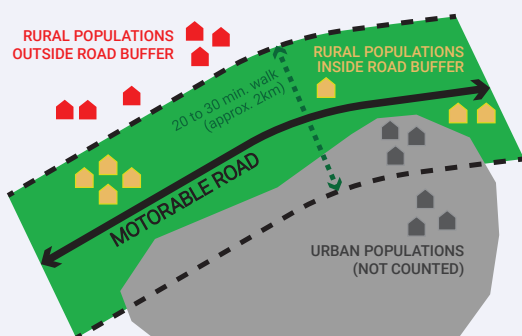 RURAL POPULATIONS
OUTSIDE ROAD BUFFER
RURAL POPULATIONS
INSIDE ROAD BUFFER
20 to 30 min. walk
(approx. 2km)
MOTORABLE ROAD
URBAN POPULATIONS
(NOT COUNTED)